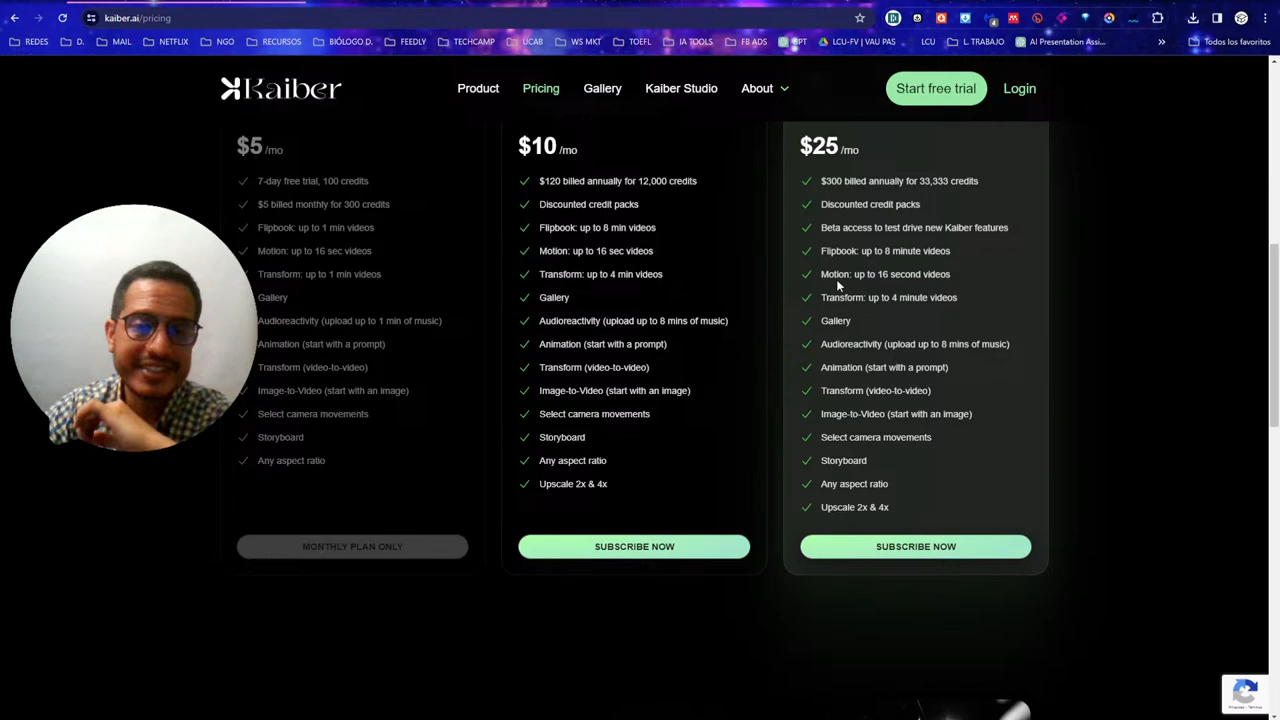 kaiber.ai/pricing
REDES
D.
MAIL
NETFLIX
NGO
RECURSOS
BIÓLOGO D.
FEEDLY
TECHCAMP
UCAB
WS MKT
TOEFL
IA TOOLS
FB ADS
GPT
LCU-FV | VAU PAS
LCU
L. TRABAJO
AI Presentation Assi...
»
Todos los favoritos
Kaiber
Product
Pricing
Gallery
Kaiber Studio
About
Start free trial
Login
$5 /mo
7-day free trial, 100 credits
$5 billed monthly for 300 credits
Flipbook: up to 1 min videos
Motion: up to 16 sec videos
Transform: up to 1 min videos
Gallery
Audioreactivity (upload up to 1 min of music)
Animation (start with a prompt)
Transform (video-to-video)
Image-to-Video (start with an image)
Select camera movements
Storyboard
Any aspect ratio
MONTHLY PLAN ONLY
$10 /mo
$120 billed annually for 12,000 credits
Discounted credit packs
Flipbook: up to 8 min videos
Motion: up to 16 sec videos
Transform: up to 4 min videos
Gallery
Audioreactivity (upload up to 8 mins of music)
Animation (start with a prompt)
Transform (video-to-video)
Image-to-Video (start with an image)
Select camera movements
Storyboard
Any aspect ratio
Upscale 2x & 4x
SUBSCRIBE NOW
$25 /mo
$300 billed annually for 33,333 credits
Discounted credit packs
Beta access to test drive new Kaiber features
Flipbook: up to 8 minute videos
Motion: up to 16 second videos
Transform: up to 4 minute videos
Gallery
Audioreactivity (upload up to 8 mins of music)
Animation (start with a prompt)
Transform (video-to-video)
Image-to-Video (start with an image)
Select camera movements
Storyboard
Any aspect ratio
Upscale 2x & 4x
SUBSCRIBE NOW